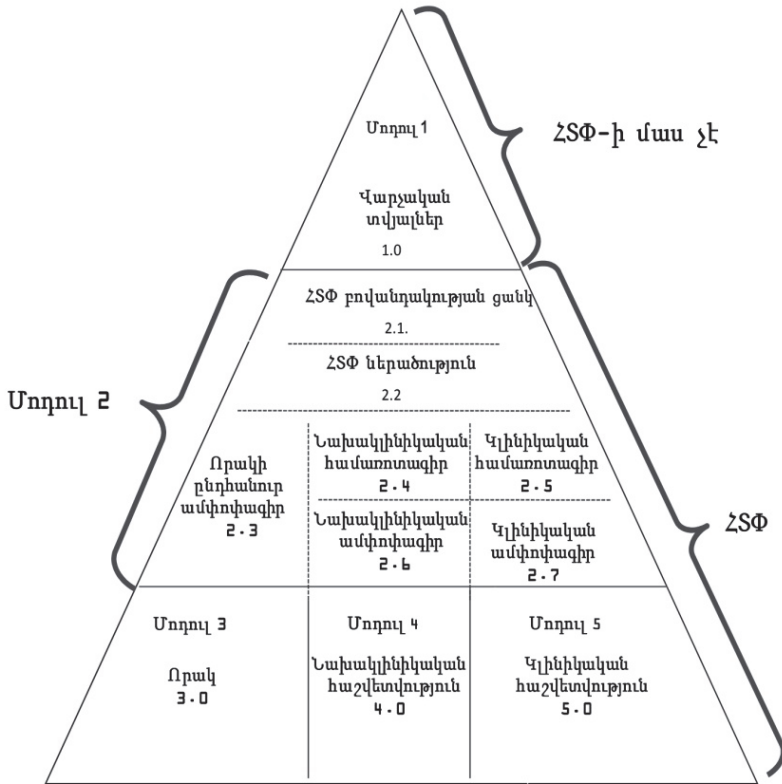 Մոդուլ 1
ՀՏՓ-ի մաս չէ
Վարչական
տվյալներ
1.0
ՀՏՓ բովանդակության ցանկ
2.1.
ՀՏՓ ներածություն
2.2
Մոդուլ 2
Որակի
ընդհանուր
ամփոփագիր
2.3
Նախակլինիկական
համառոտագիր
2.4
Կլինիկական
համառոտագիր
2.5
Նախակլինիկական
ամփոփագիր
2.6
Կլինիկական
ամփոփագիր
2.7
ՀՏՓ
Մոդուլ 3
Որակ
3.0
Մոդուլ 4
Նախակլինիկական
հաշվետվություն
4.0
Մոդուլ 5
Կլինիկական
հաշվետվություն
5.0